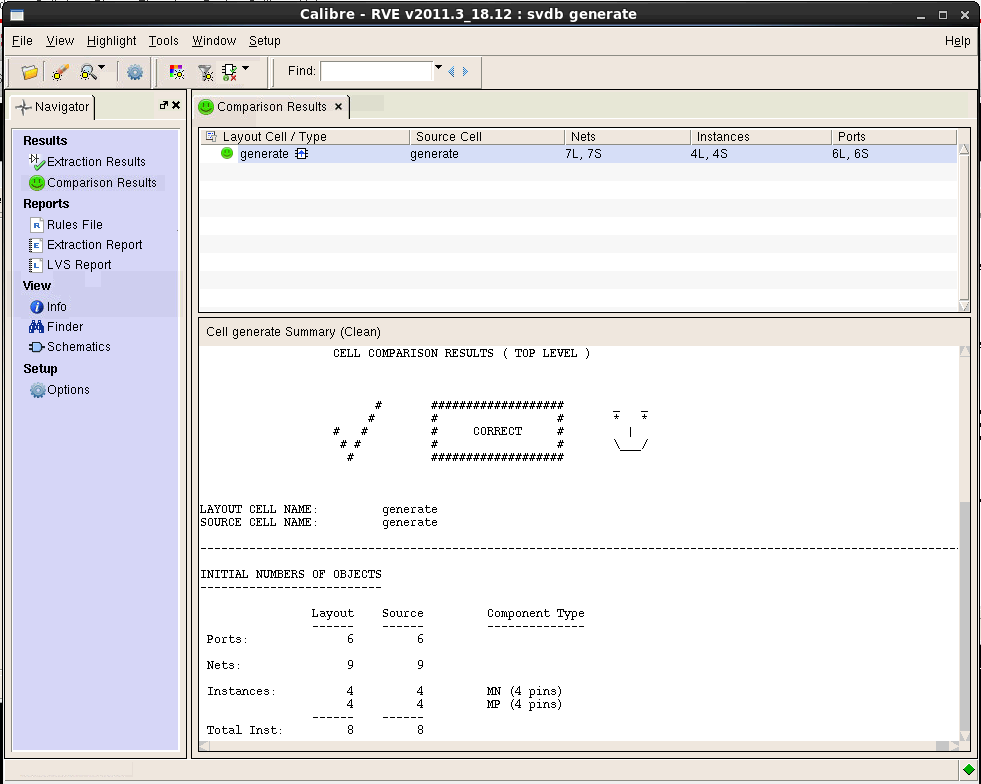 Calibre - RVE v2011.3_18.12 : svdb generate
File View Highlight Tools Window Setup Help
Find:
Navigator
Comparison Results
Results
Extraction Results
Comparison Results
Reports
Rules File
Extraction Report
LVS Report
View
Info
Finder
Schematics
Setup
Options
Layout Cell / Type Source Cell Nets Instances Ports
generate generate 7L, 7S 4L, 4S 6L, 6S
Cell generate Summary (Clean)
CELL COMPARISON RESULTS ( TOP LEVEL )
# ################### _ _
# # # * *
# # # CORRECT # |
# # # # \___/
# ###################
LAYOUT CELL NAME: generate
SOURCE CELL NAME: generate
INITIAL NUMBERS OF OBJECTS
Layout Source Component Type
Ports: 6 6
Nets: 9 9
Instances: 4 4 MN (4 pins)
4 4 MP (4 pins)
Total Inst: 8 8